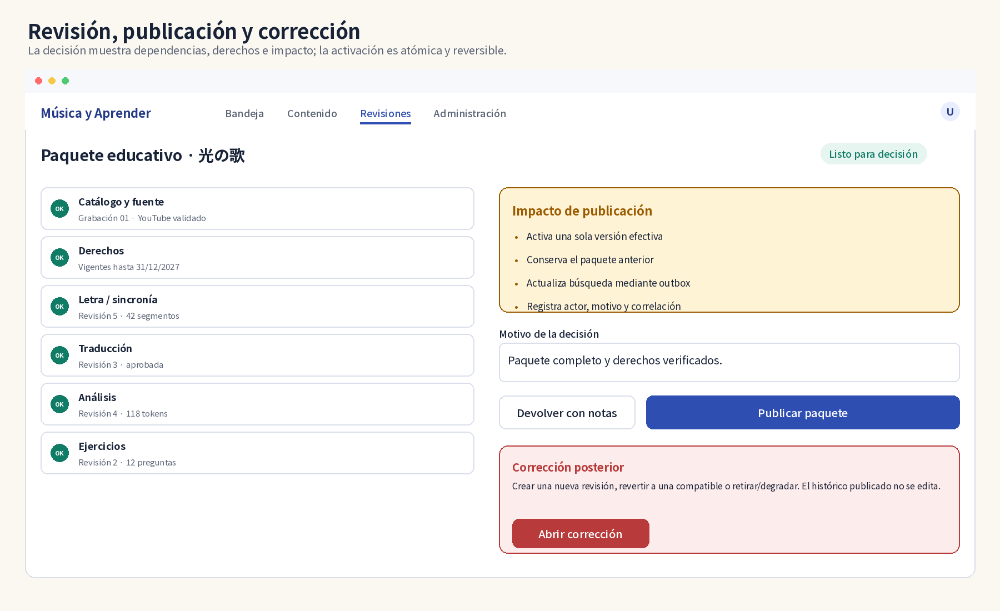 Revisión, publicación y corrección
La decisión muestra dependencias, derechos e impacto; la activación es atómica y reversible.
Música y Aprender
Bandeja
Contenido
Revisiones
Administración
U
Paquete educativo · 光の歌
Listo para decisión
OK
Catálogo y fuente
Grabación 01 · YouTube validado
OK
Derechos
Vigentes hasta 31/12/2027
OK
Letra / sincronía
Revisión 5 · 42 segmentos
OK
Traducción
Revisión 3 · aprobada
OK
Análisis
Revisión 4 · 118 tokens
OK
Ejercicios
Revisión 2 · 12 preguntas
Impacto de publicación
• Activa una sola versión efectiva
• Conserva el paquete anterior
• Actualiza búsqueda mediante outbox
• Registra actor, motivo y correlación
Motivo de la decisión
Paquete completo y derechos verificados.
Devolver con notas
Publicar paquete
Corrección posterior
Crear una nueva revisión, revertir a una compatible o retirar/degradar. El histórico publicado no se edita.
Abrir corrección